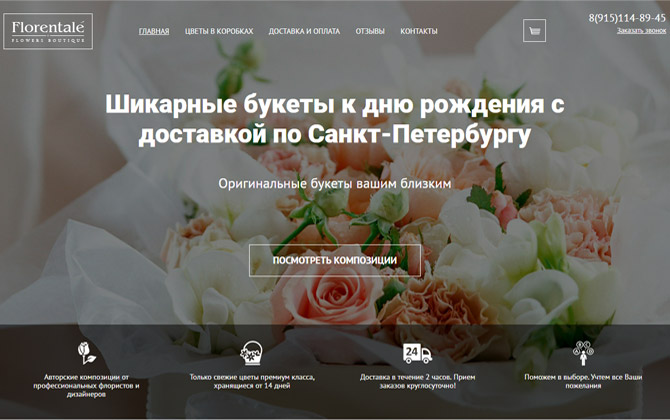 Florentale
FLOWERS BOUTIQUE
ГЛАВНАЯ
ЦВЕТЫ В КОРОБКАХ
ДОСТАВКА И ОПЛАТА
ОТЗЫВЫ
КОНТАКТЫ
8(915)114-89-45
Заказать звонок
Шикарные букеты к дню рождения с
доставкой по Санкт-Петербургу
Оригинальные букеты вашим близким
ПОСМОТРЕТЬ КОМПОЗИЦИИ
Авторские композиции от
профессиональных флористов и
дизайнеров
Только свежие цветы премиум класса,
хранящиеся от 14 дней
24
Доставка в течение 2 часов. Прием
заказов круглосуточно!
Поможем в выборе. Учтем все Ваши
пожелания